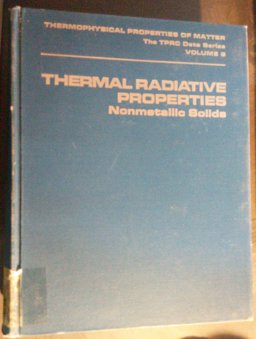 THERMOPHYSICAL PROPERTIES OF MATTER
The TPRC Data Series
VOLUME 8
THERMAL RADIATIVE
PROPERTIES
Nonmetallic Solids